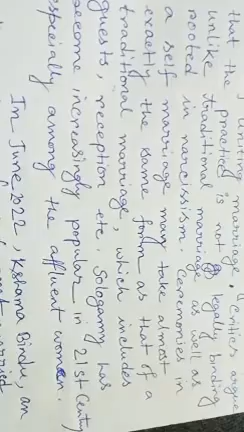 marriage, critics argue
that the practice is not legally binding
unlike traditional marriage as well as
rooted in narcissism. Ceremonies in
a self marriage may take almost
exactly the same form as that of a
traditional marriage, which includes
guests, reception etc. Sologamy has
become increasingly popular in 21st Century
especially among the affluent women.
In June 2022, Kshama Bindu, an